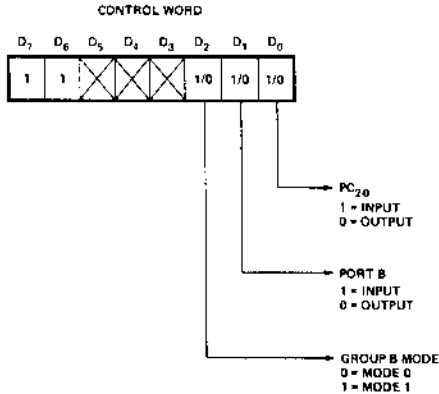 CONTROL WORD
D7 D6 D5 D4 D3 D2 D1 D0
1 1 1/0 1/0 1/0
PC2-0
1 = INPUT
0 = OUTPUT
PORT B
1 = INPUT
0 = OUTPUT
GROUP B MODE
0 = MODE 0
1 = MODE 1